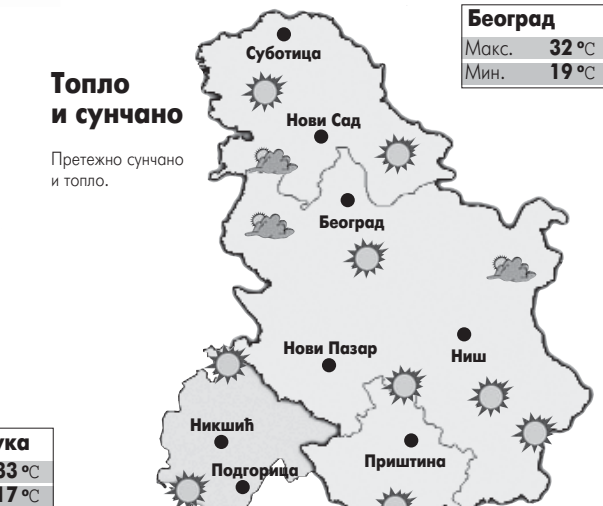 Београд
Макс. 32 °C
Мин. 19 °C
Топло
и сунчано
Претежно сунчано
и топло.
Суботица
Нови Сад
Београд
Нови Пазар
Ниш
Никшић
Подгорица
Приштина
33 °C
17 °C